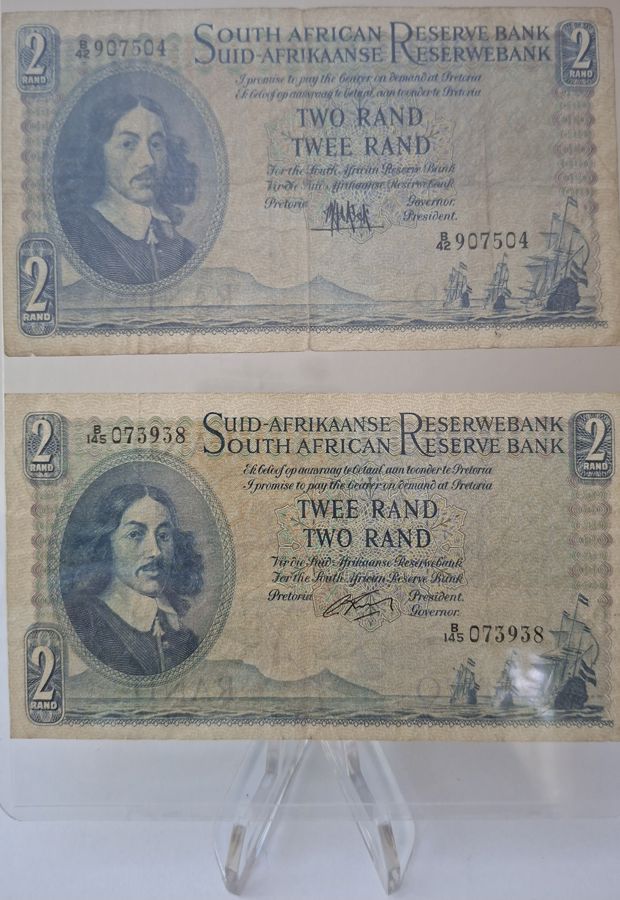 2
RAND
B/42 907504
SOUTH AFRICAN RESERVE BANK
SUID-AFRIKAANSE RESERWEBANK
2
RAND
I promise to pay the bearer on demand at Pretoria
Ek beloof op aanvraag te betaal aan toonder te Pretoria
TWO RAND
TWEE RAND
For the South African Reserve Bank
Vir die Suid-Afrikaanse Reserwebank
Pretoria
Governor.
President.
B/42 907504
2
RAND
2
RAND
B/145 073938
SUID-AFRIKAANSE RESERWEBANK
SOUTH AFRICAN RESERVE BANK
2
RAND
Ek beloof op aanvraag te betaal aan toonder te Pretoria
I promise to pay the bearer on demand at Pretoria
TWEE RAND
TWO RAND
Vir die Suid-Afrikaanse Reserwebank
For the South African Reserve Bank
Pretoria
President.
Governor.
B/145 073938
2
RAND